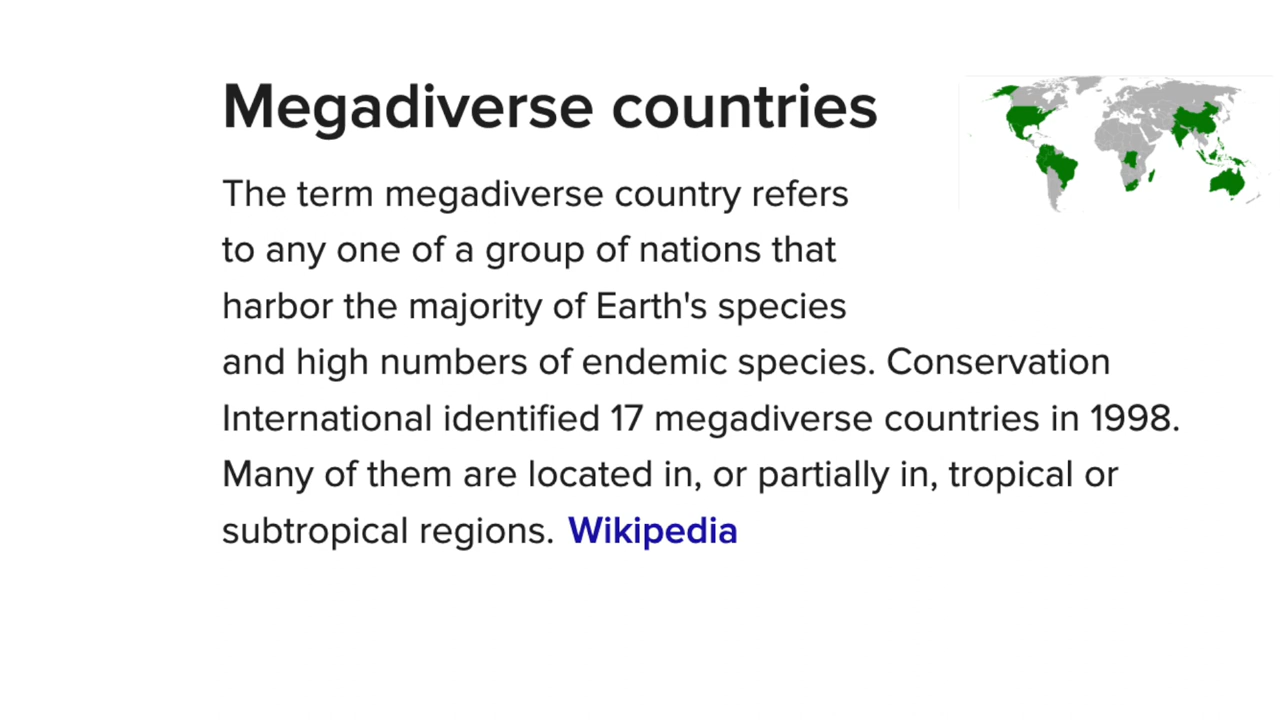 Megadiverse countries
The term megadiverse country refers
to any one of a group of nations that
harbor the majority of Earth's species
and high numbers of endemic species. Conservation
International identified 17 megadiverse countries in 1998.
Many of them are located in, or partially in, tropical or
subtropical regions. Wikipedia